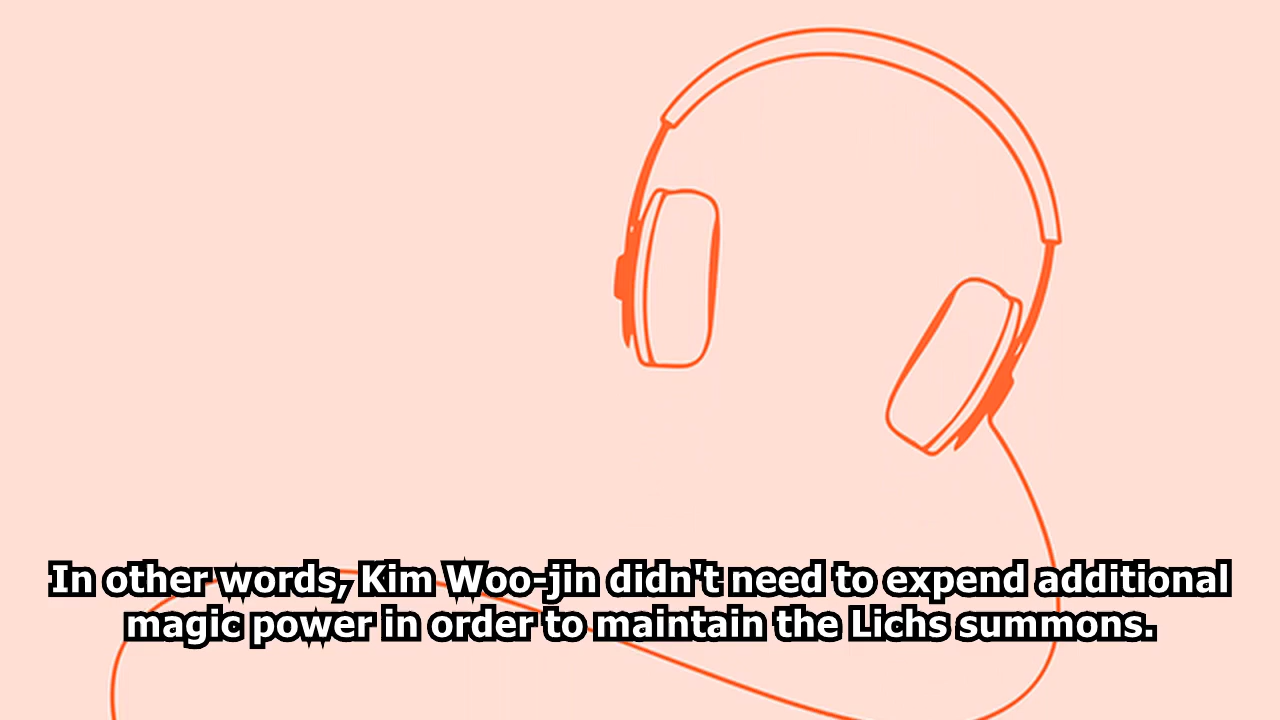 In other words, Kim Woo-jin didn't need to expend additional
magic power in order to maintain the Lichs summons.